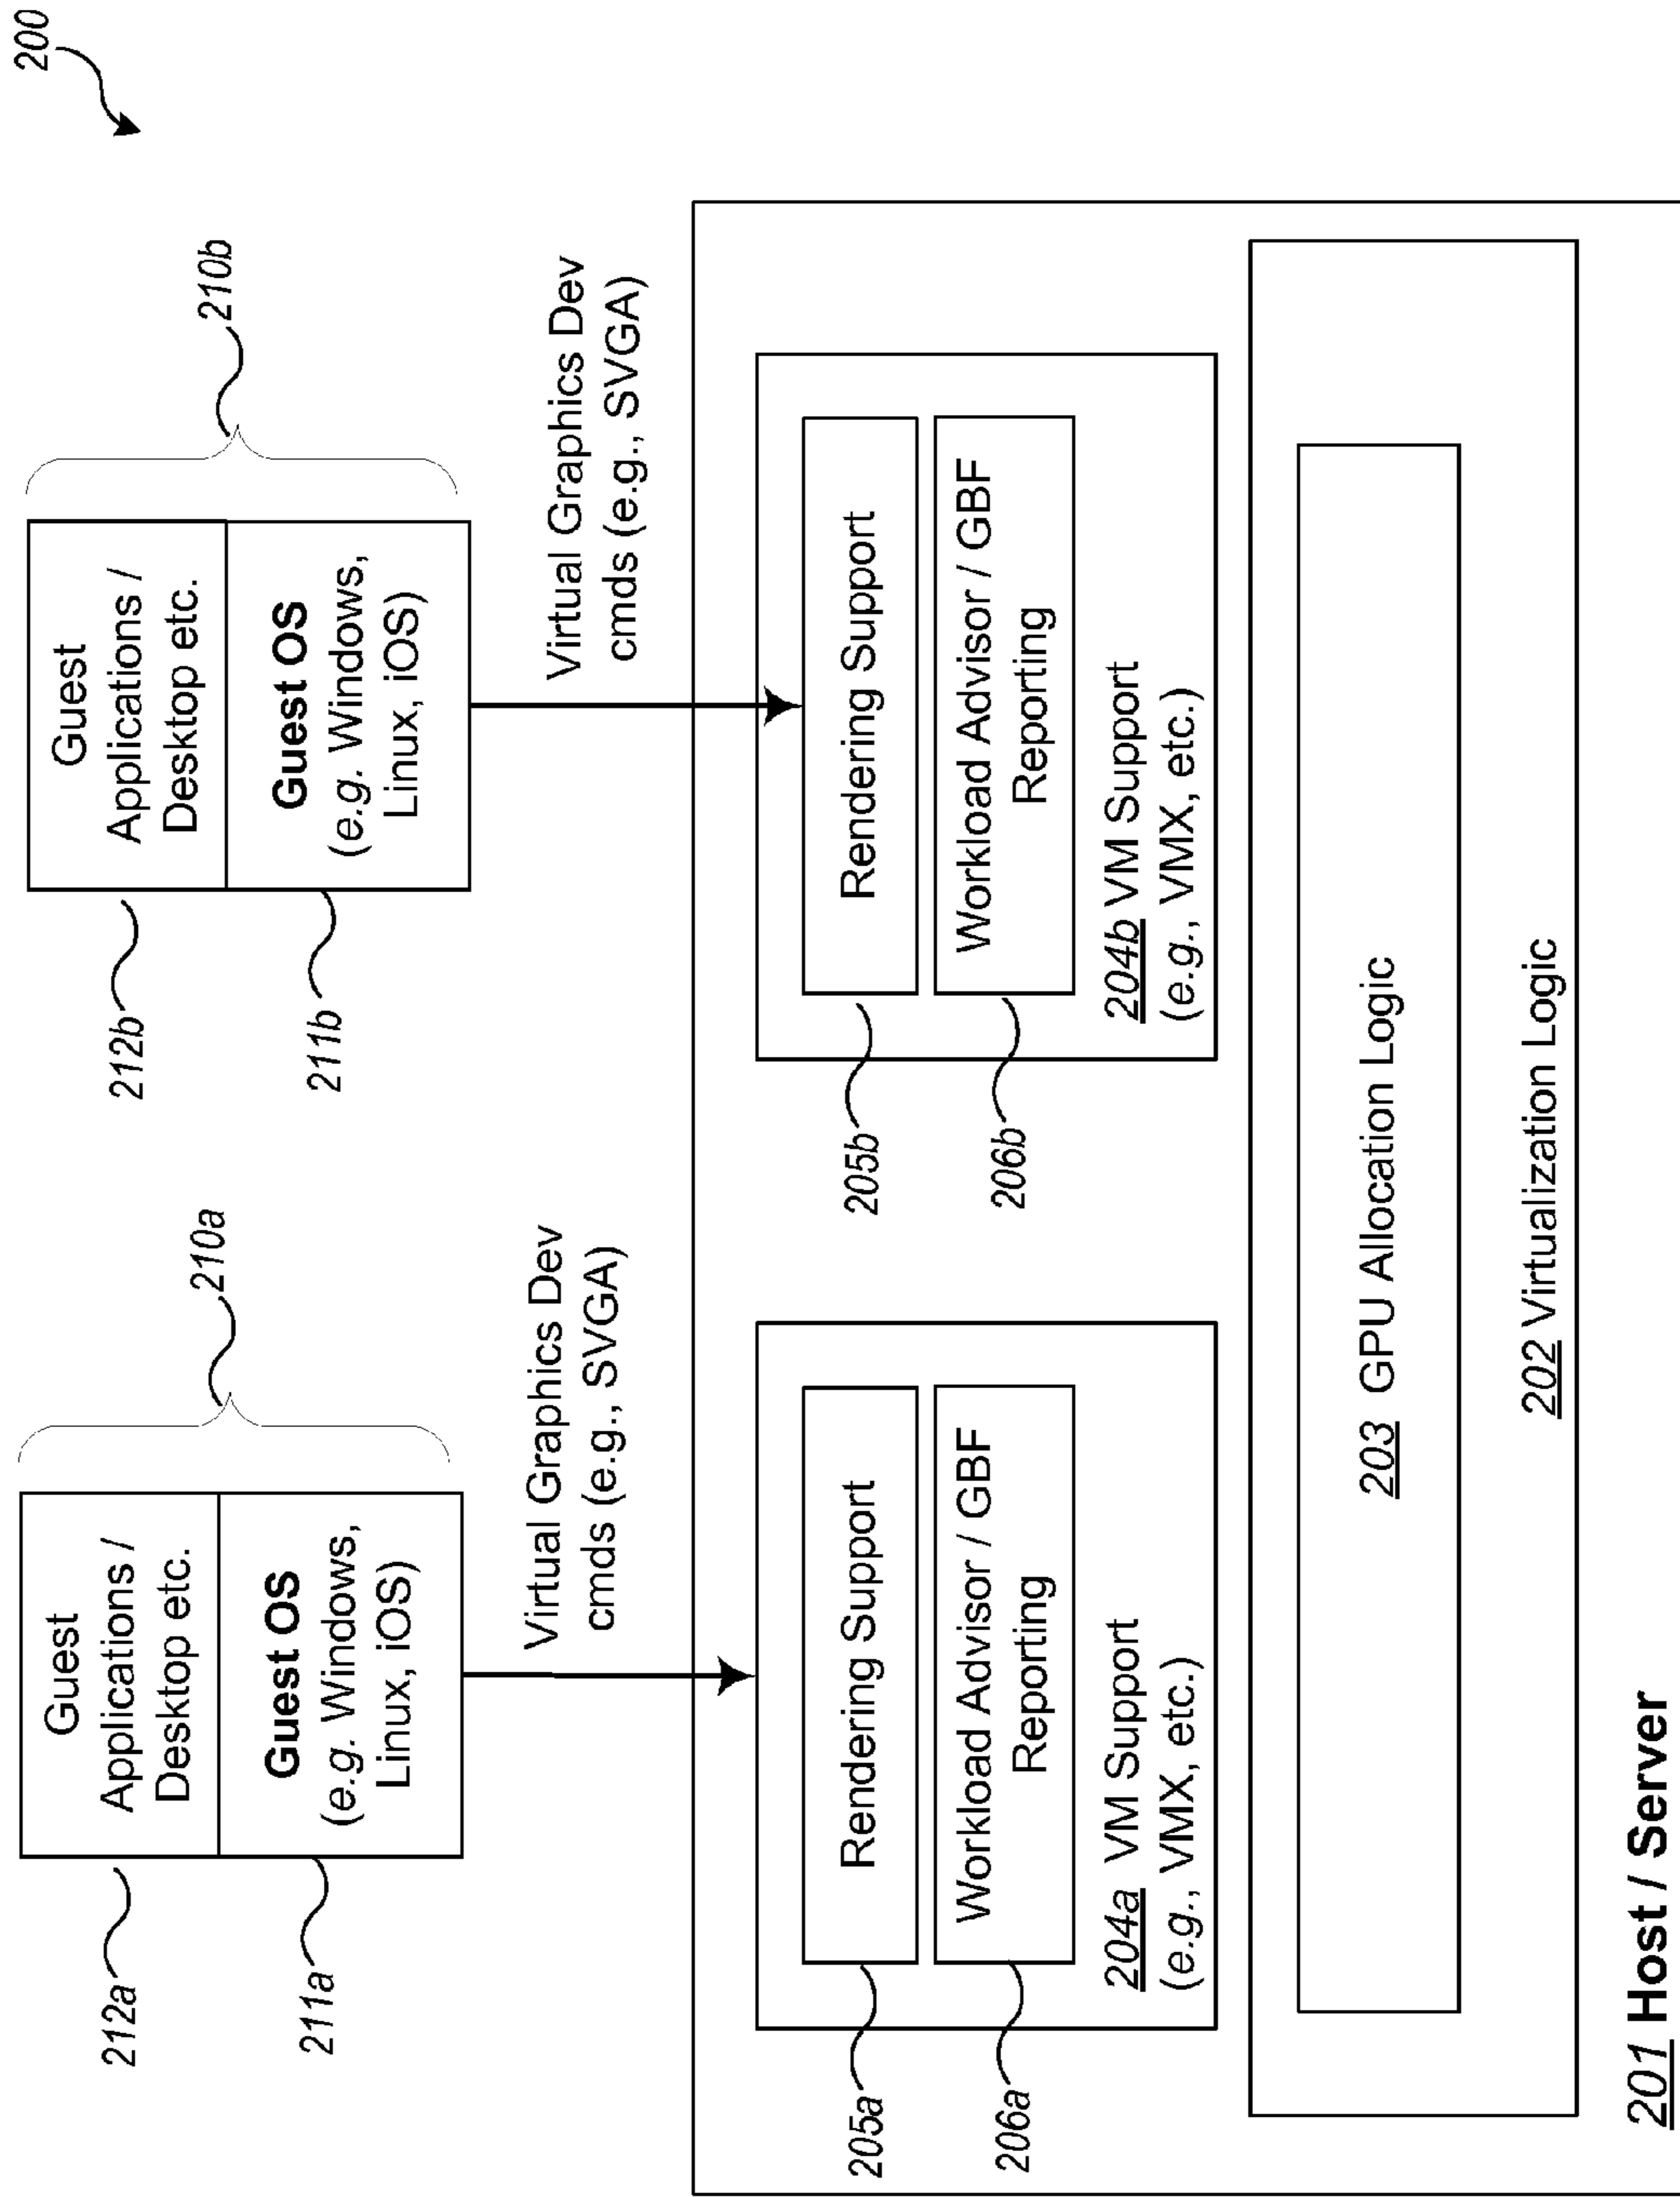 200
210a
210b
Guest
Applications /
Desktop etc.
Guest OS
(e.g. Windows,
Linux, iOS)
212a
211a
Guest
Applications /
Desktop etc.
Guest OS
(e.g. Windows,
Linux, iOS)
212b
211b
Virtual Graphics Dev
cmds (e.g., SVGA)
Virtual Graphics Dev
cmds (e.g., SVGA)
205a
Rendering Support
206a
Workload Advisor / GBF
Reporting
204a VM Support
(e.g., VMX, etc.)
205b
Rendering Support
206b
Workload Advisor / GBF
Reporting
204b VM Support
(e.g., VMX, etc.)
203 GPU Allocation Logic
202 Virtualization Logic
201 Host / Server